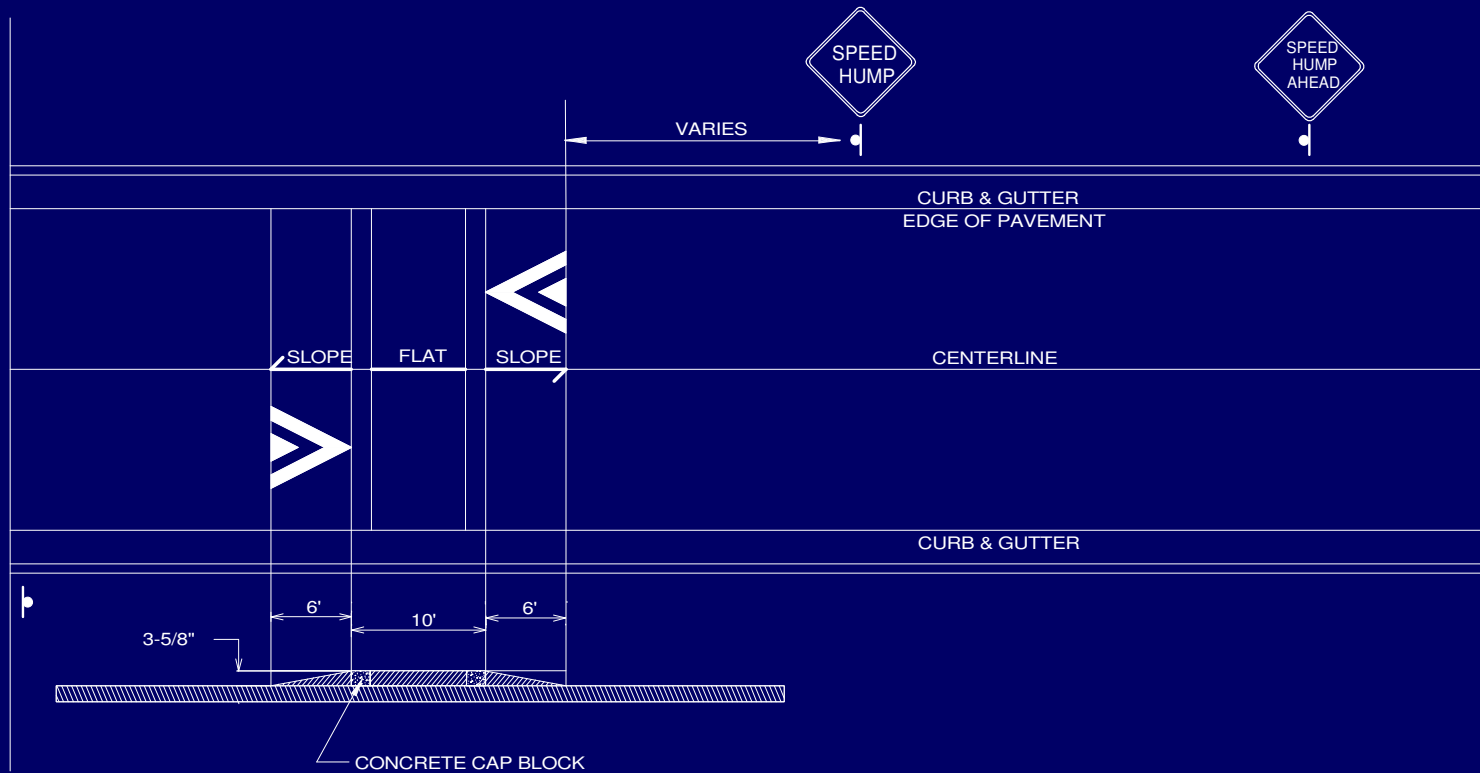 SPEED
HUMP
SPEED
HUMP
AHEAD
VARIES
CURB & GUTTER
EDGE OF PAVEMENT
SLOPE FLAT SLOPE CENTERLINE
CURB & GUTTER
6' 10' 6'
3-5/8"
CONCRETE CAP BLOCK